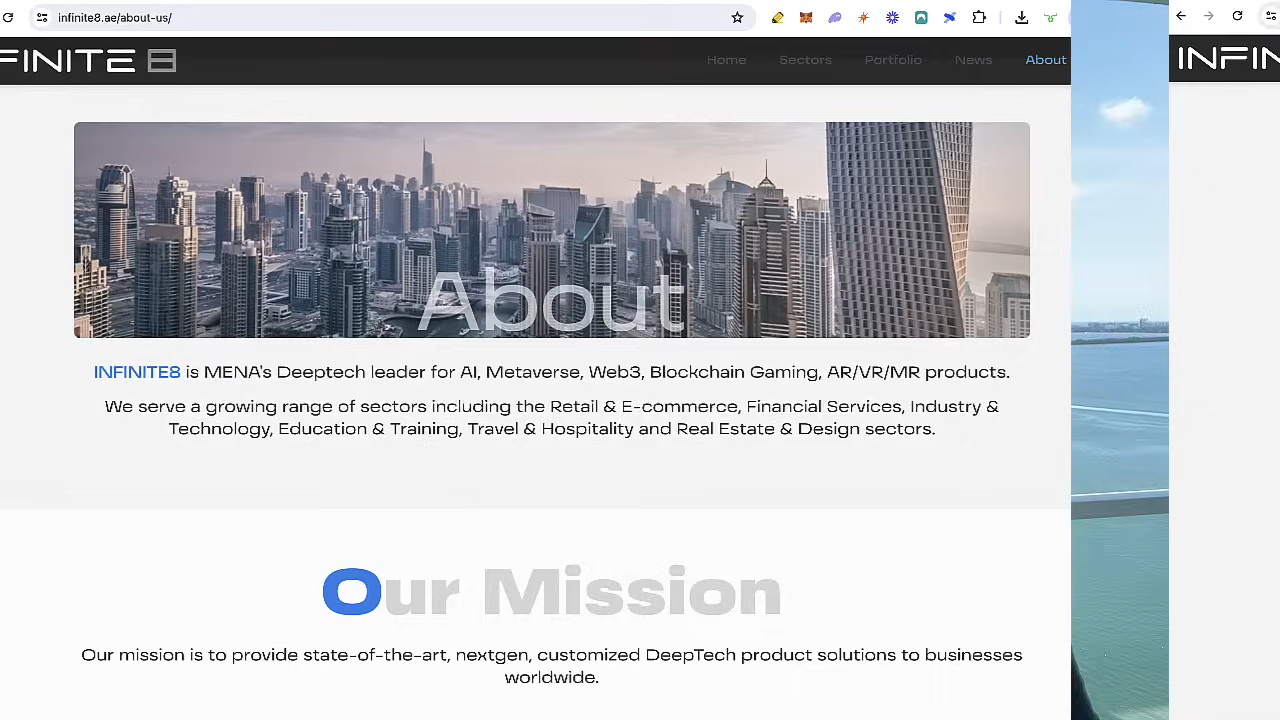 infinite8.ae/about-us/
FINITE 8
Home Sectors Portfolio News About
INFIN
About
INFINITE8 is MENA's Deeptech leader for AI, Metaverse, Web3, Blockchain Gaming, AR/VR/MR products.
We serve a growing range of sectors including the Retail & E-commerce, Financial Services, Industry &
Technology, Education & Training, Travel & Hospitality and Real Estate & Design sectors.
Our Mission
Our mission is to provide state-of-the-art, nextgen, customized DeepTech product solutions to businesses
worldwide.